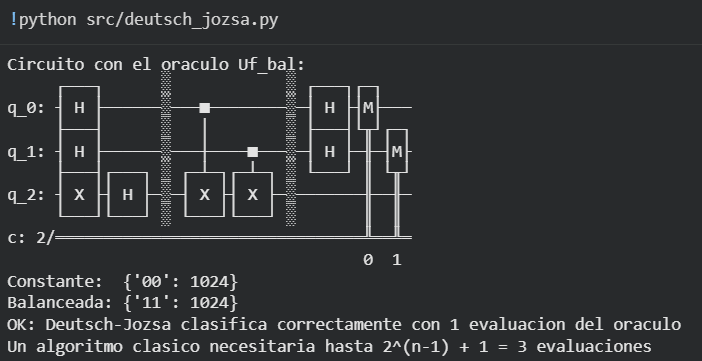 !python src/deutsch_jozsa.py
Circuito con el oraculo Uf_bal:
q_0: H H M
q_1: H H M
q_2: X H X X
c: 2/
0 1
Constante: {'00': 1024}
Balanceada: {'11': 1024}
OK: Deutsch-Jozsa clasifica correctamente con 1 evaluacion del oraculo
Un algoritmo clasico necesitaria hasta 2^(n-1) + 1 = 3 evaluaciones